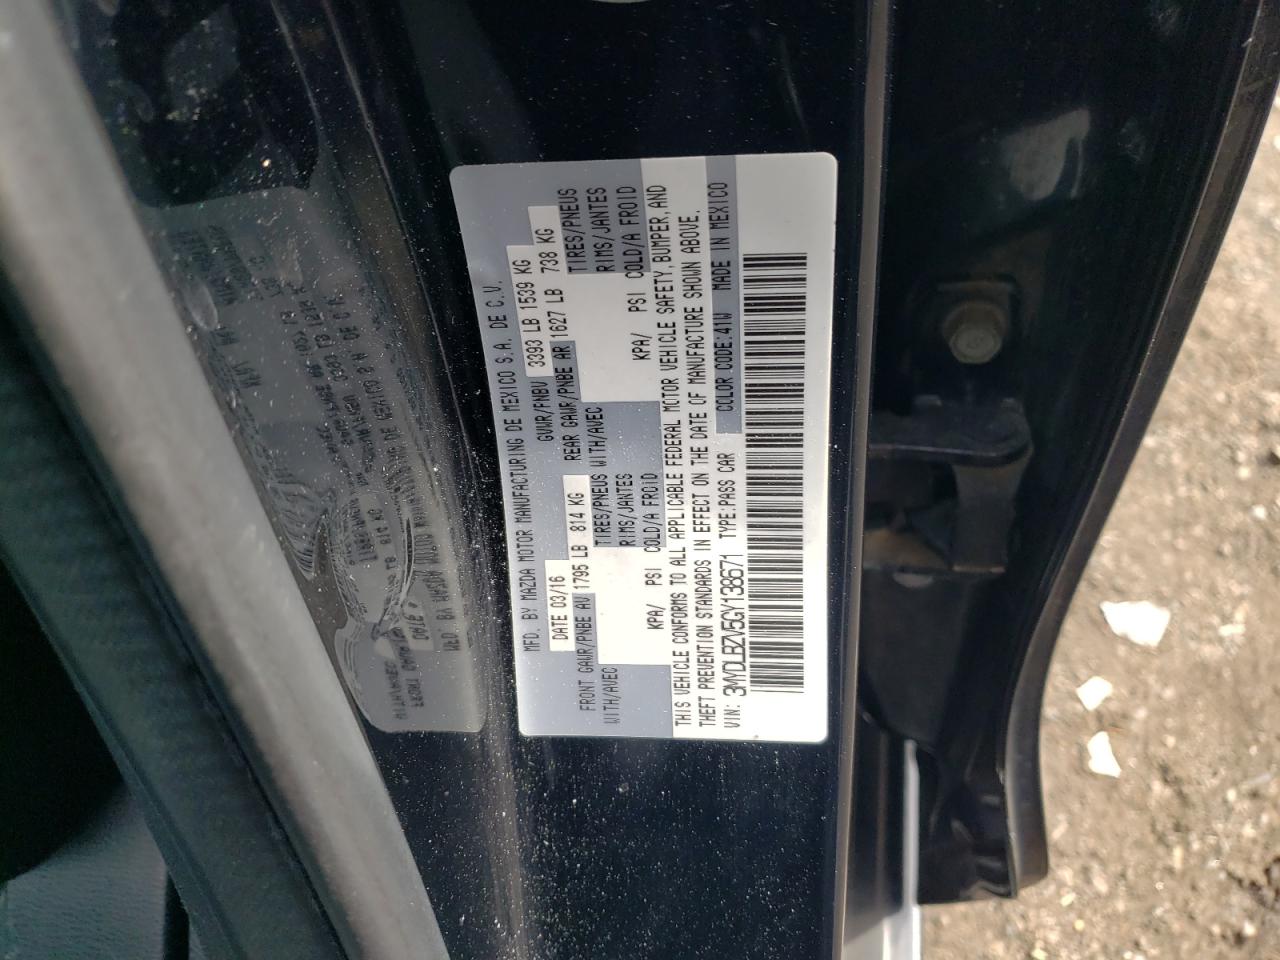 MFD. BY MAZDA MOTOR MANUFACTURING DE MEXICO S.A. DE C.V.
DATE 03/16 GVWR/PNBV 3393 LB 1539 KG
FRONT GAWR/PNBE AV 1795 LB 814 KG REAR GAWR/PNBE AR 1627 LB 738 KG
WITH/AVEC TIRES/PNEUS WITH/AVEC TIRES/PNEUS
RIMS/JANTES RIMS/JANTES
KPA/ PSI COLD/A FROID KPA/ PSI COLD/A FROID
THIS VEHICLE CONFORMS TO ALL APPLICABLE FEDERAL MOTOR VEHICLE SAFETY, BUMPER, AND
THEFT PREVENTION STANDARDS IN EFFECT ON THE DATE OF MANUFACTURE SHOWN ABOVE.
VIN: 3MYDLBZV5GY138671 TYPE:PASS CAR COLOR CODE:41W MADE IN MEXICO